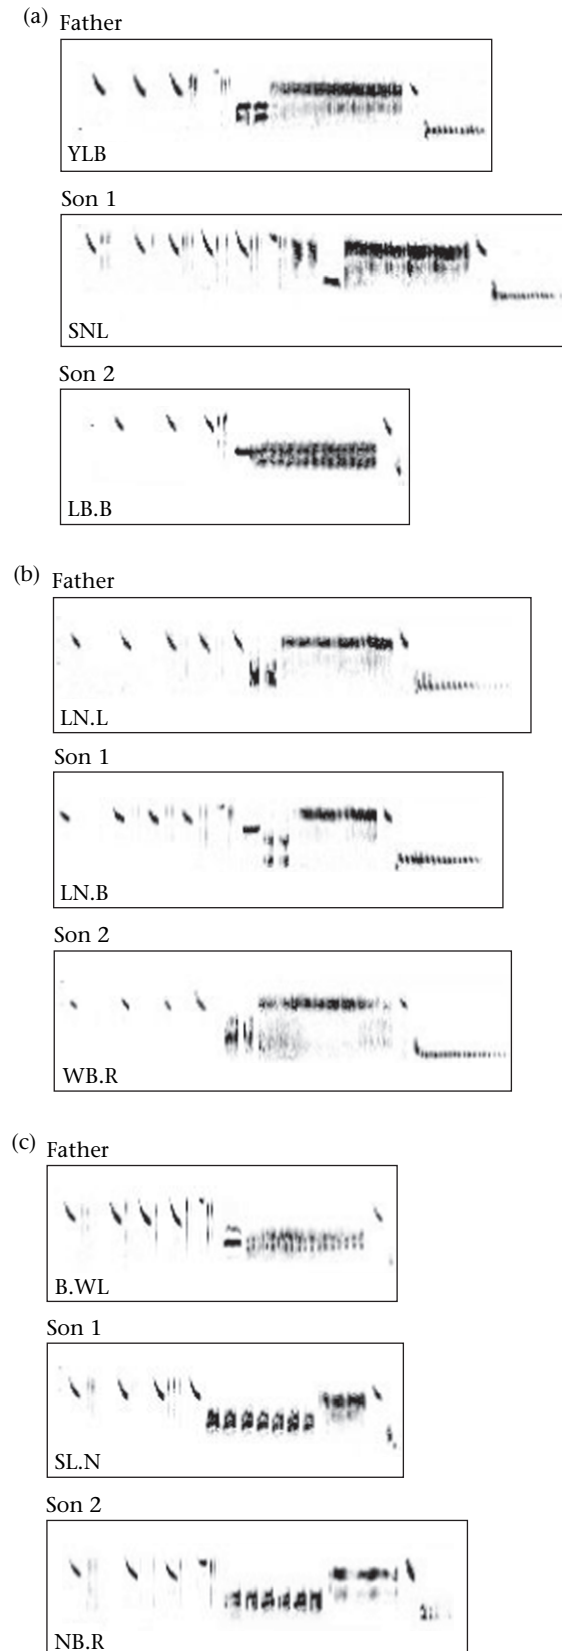 (a) Father
YLB
Son 1
SNL
Son 2
LB.B
(b) Father
LN.L
Son 1
LN.B
Son 2
WB.R
(c) Father
B.WL
Son 1
SL.N
Son 2
NB.R